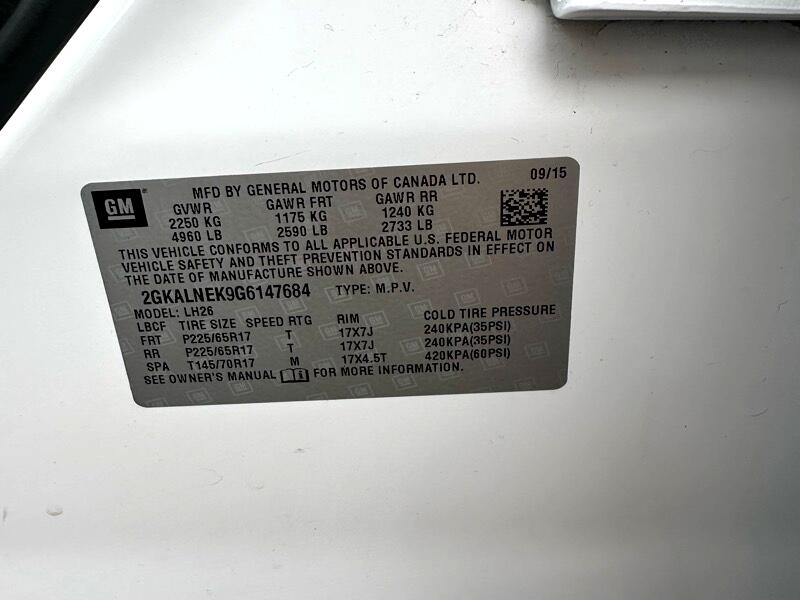 GM MFD BY GENERAL MOTORS OF CANADA LTD. 09/15
GVWR GAWR FRT GAWR RR
2250 KG 1175 KG 1240 KG
4960 LB 2590 LB 2733 LB
THIS VEHICLE CONFORMS TO ALL APPLICABLE U.S. FEDERAL MOTOR
VEHICLE SAFETY AND THEFT PREVENTION STANDARDS IN EFFECT ON
THE DATE OF MANUFACTURE SHOWN ABOVE.
2GKALNEK9G6147684 TYPE: M.P.V.
MODEL: LH26
LBCF TIRE SIZE SPEED RTG RIM COLD TIRE PRESSURE
FRT P225/65R17 T 17X7J 240KPA(35PSI)
RR P225/65R17 T 17X7J 240KPA(35PSI)
SPA T145/70R17 M 17X4.5T 420KPA(60PSI)
SEE OWNER'S MANUAL FOR MORE INFORMATION.